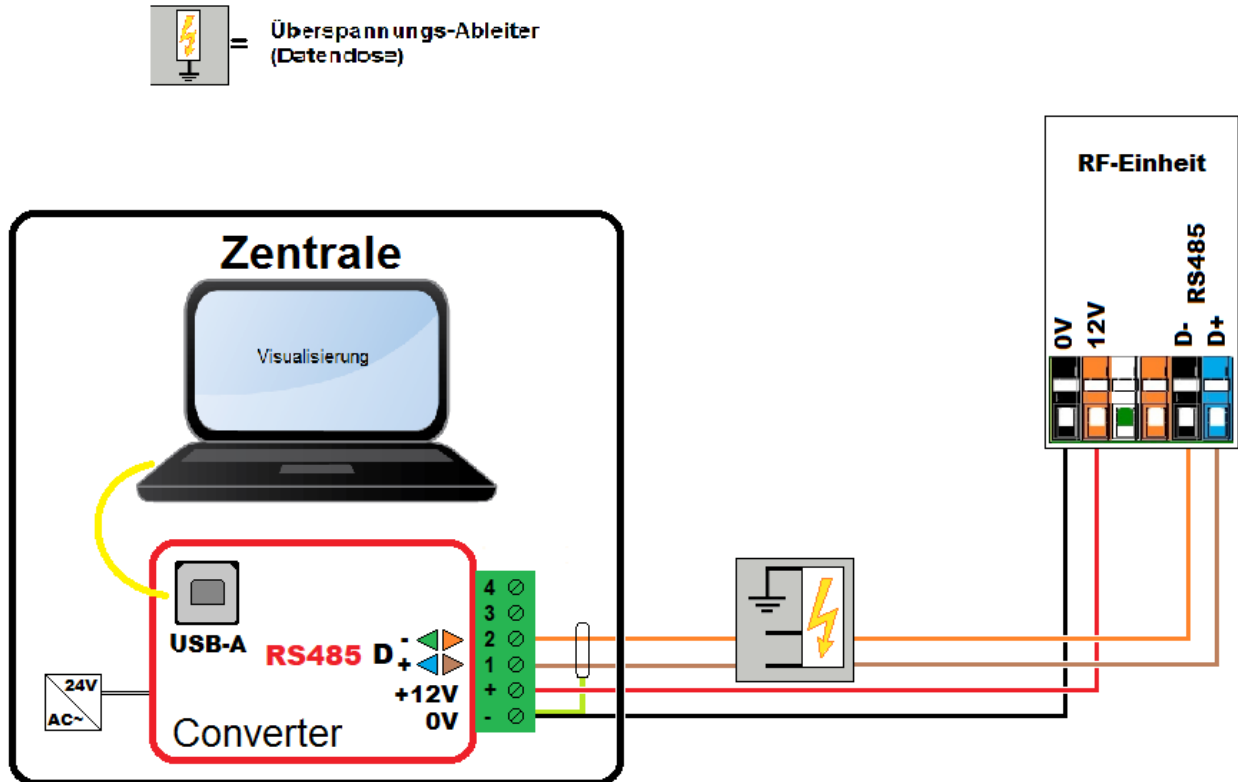 = Überspannungs-Ableiter
(Datendose)
RF-Einheit
0V
12V
D-
RS485
D+
Zentrale
Visualisierung
USB-A
RS485 D
-
+
+12V
0V
4
3
2
1
+
-
24V
AC~
Converter